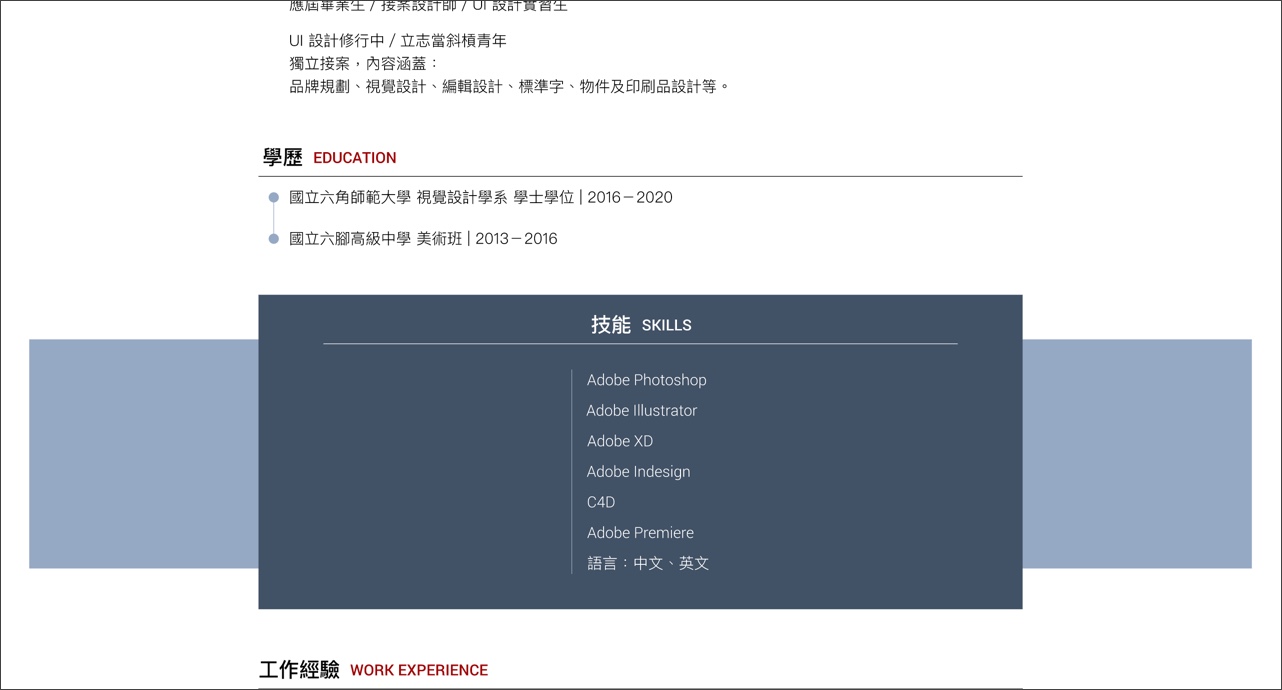 應屆畢業生 / 接案設計師 / UI 設計實習生
UI 設計修行中 / 立志當斜槓青年
獨立接案，內容涵蓋：
品牌規劃、視覺設計、編輯設計、標準字、物件及印刷品設計等。
學歷 EDUCATION
國立六角師範大學 視覺設計學系 學士學位 | 2016－2020
國立六腳高級中學 美術班 | 2013－2016
技能 SKILLS
Adobe Photoshop
Adobe Illustrator
Adobe XD
Adobe Indesign
C4D
Adobe Premiere
語言：中文、英文
工作經驗 WORK EXPERIENCE